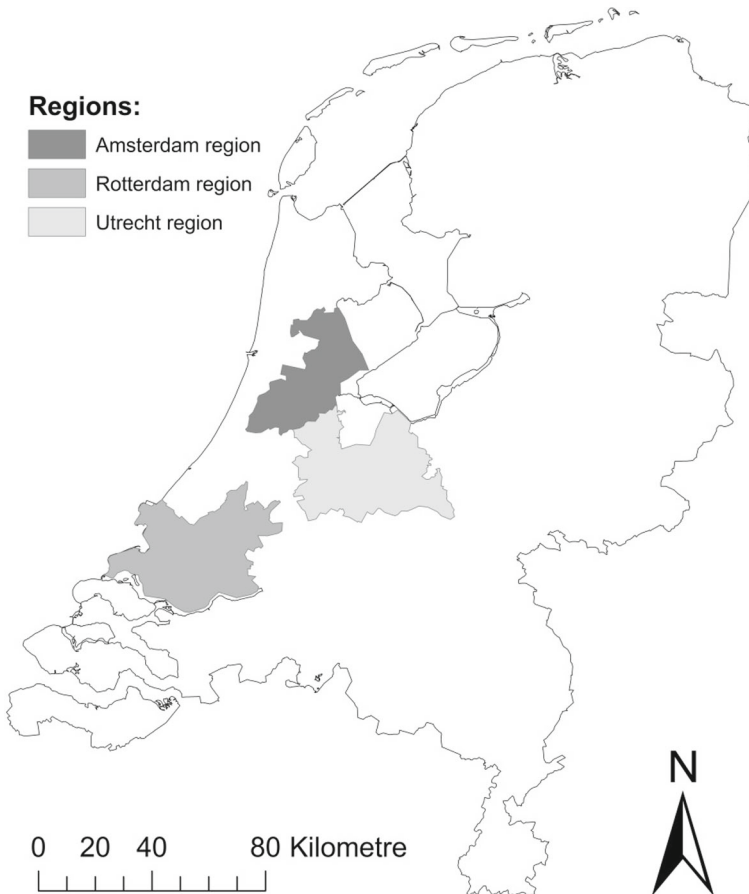 Regions:
Amsterdam region
Rotterdam region
Utrecht region
N
0 20 40 80 Kilometre